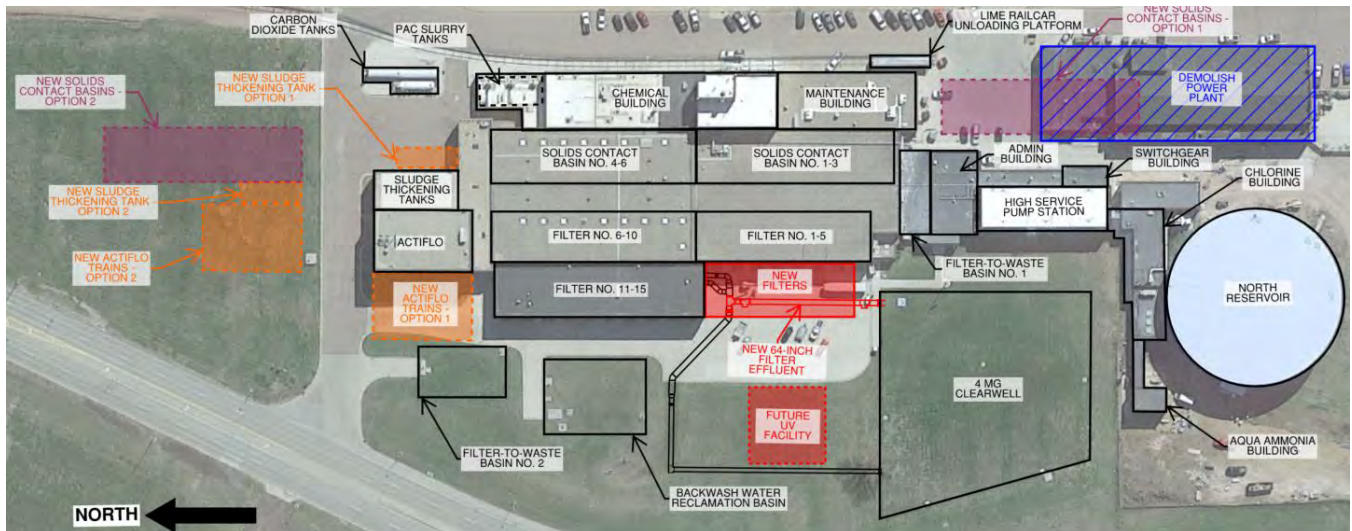 CARBON
DIOXIDE TANKS
PAC SLURRY
TANKS
LIME RAILCAR
UNLOADING PLATFORM
NEW SOLIDS
CONTACT BASINS -
OPTION 1
NEW SOLIDS
CONTACT BASINS -
OPTION 2
NEW SLUDGE
THICKENING TANK
OPTION 1
CHEMICAL
BUILDING
MAINTENANCE
BUILDING
DEMOLISH
POWER
PLANT
SOLIDS CONTACT
BASIN NO. 4-6
SOLIDS CONTACT
BASIN NO. 1-3
ADMIN
BUILDING
SWITCHGEAR
BUILDING
CHLORINE
BUILDING
NEW SLUDGE
THICKENING TANK
OPTION 2
SLUDGE
THICKENING
TANKS
HIGH SERVICE
PUMP STATION
ACTIFLO
FILTER NO. 6-10
FILTER NO. 1-5
NEW ACTIFLO
TRAINS -
OPTION 2
FILTER-TO-WASTE
BASIN NO. 1
NEW
FILTERS
FILTER NO. 11-15
NEW
ACTIFLO
TRAINS -
OPTION 1
NORTH
RESERVOIR
NEW 64-INCH
FILTER
EFFLUENT
4 MG
CLEARWELL
FUTURE
UV
FACILITY
FILTER-TO-WASTE
BASIN NO. 2
BACKWASH WATER
RECLAMATION BASIN
AQUA AMMONIA
BUILDING
NORTH